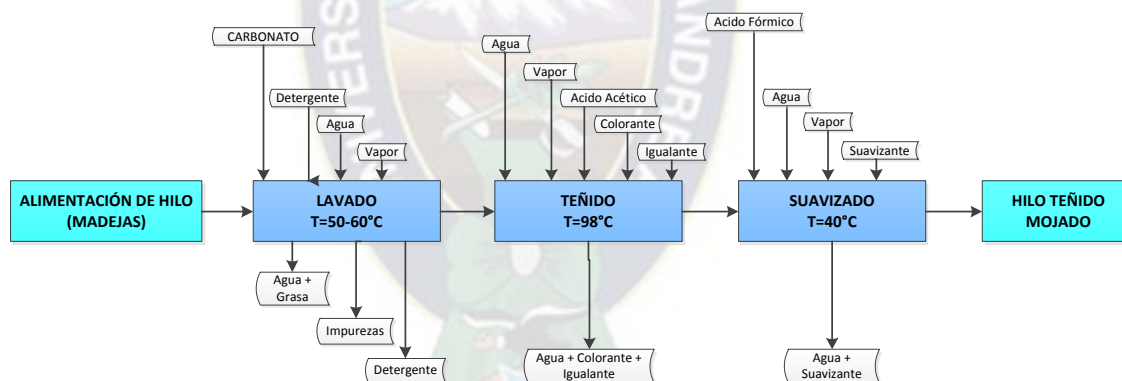 CARBONATO
Detergente
Agua
Vapor
Agua
Vapor
Acido Acético
Colorante
Igualante
Acido Fórmico
Agua
Vapor
Suavizante
ALIMENTACIÓN DE HILO
(MADEJAS)
LAVADO
T=50-60°C
TEÑIDO
T=98°C
SUAVIZADO
T=40°C
HILO TEÑIDO
MOJADO
Agua +
Grasa
Impurezas
Detergente
Agua + Colorante +
Igualante
Agua +
Suavizante
VERS
ANDRE